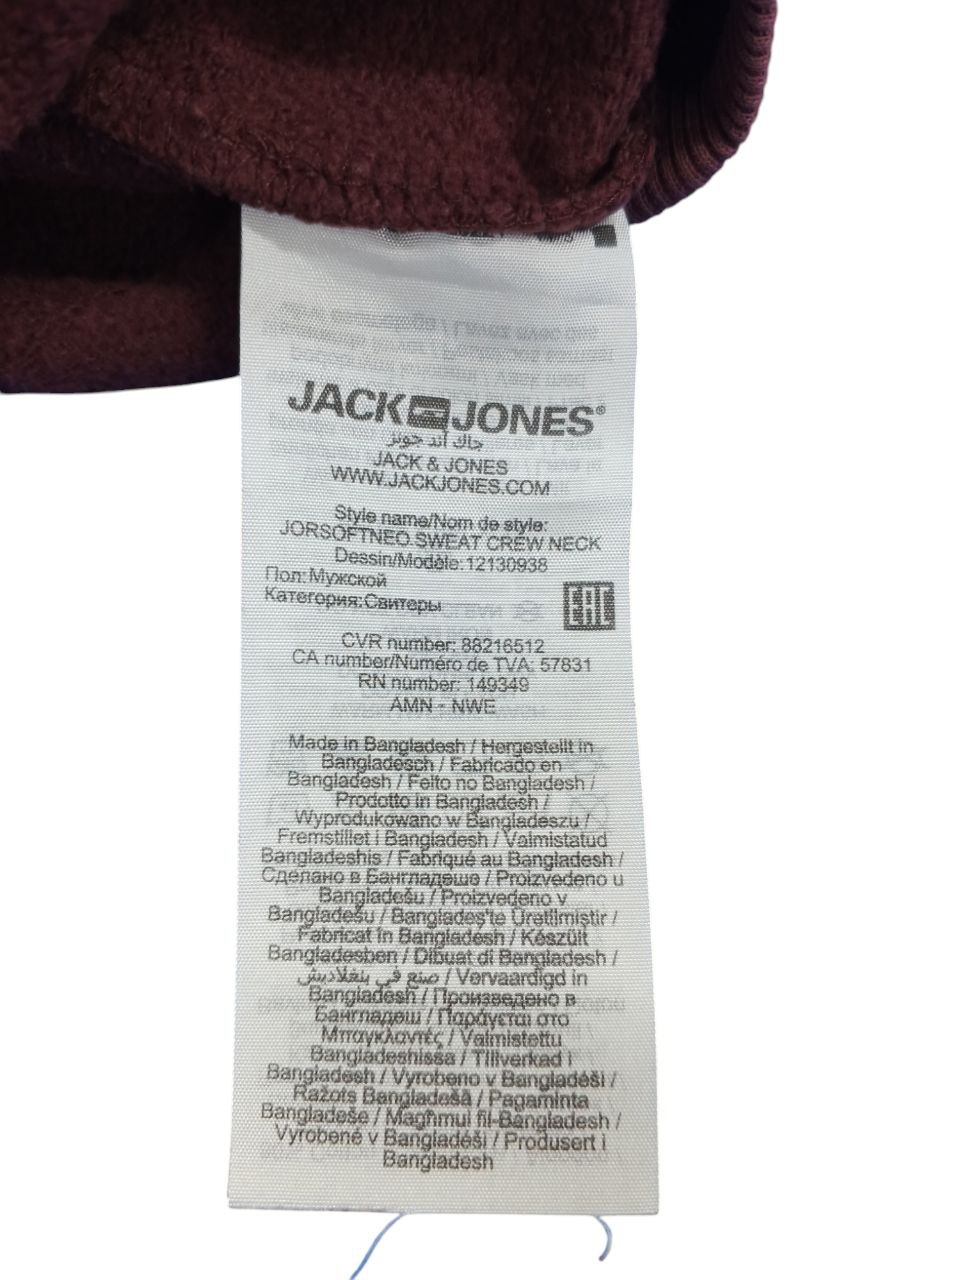 JACK JONES®
جاك آند جونز
JACK & JONES
WWW.JACKJONES.COM
Style name/Nom de style:
JORSOFTNEO SWEAT CREW NECK
Dessin/Modèle: 12130938
Пол: Мужской
Категория: Свитеры
EAC
CVR number: 88216512
CA number/Numéro de TVA: 57831
RN number: 149349
AMN - NWE
Made in Bangladesh / Hergestellt in
Bangladesch / Fabricado en
Bangladesh / Feito no Bangladesh /
Prodotto in Bangladesh /
Wyprodukowano w Bangladeszu /
Fremstillet i Bangladesh / Valmistatud
Bangladeshis / Fabriqué au Bangladesh /
Сделано в Бангладеше / Proizvedeno u
Bangladešu / Proizvedeno v
Bangladešu / Bangladeş'te Üretilmiştir /
Fabricat în Bangladesh / Készült
Bangladesben / Dibuat di Bangladesh /
صنع في بنغلاديش / Vervaardigd in
Bangladesh / Произведено в
Бангладеш / Παράγεται στο
Μπαγκλαντές / Valmistettu
Bangladeshissa / Tillverkad i
Bangladesh / Vyrobeno v Bangladéši /
Ražots Bangladešā / Pagaminta
Bangladeše / Magħmul fil-Bangladesh /
Vyrobené v Bangladéši / Produsert i
Bangladesh